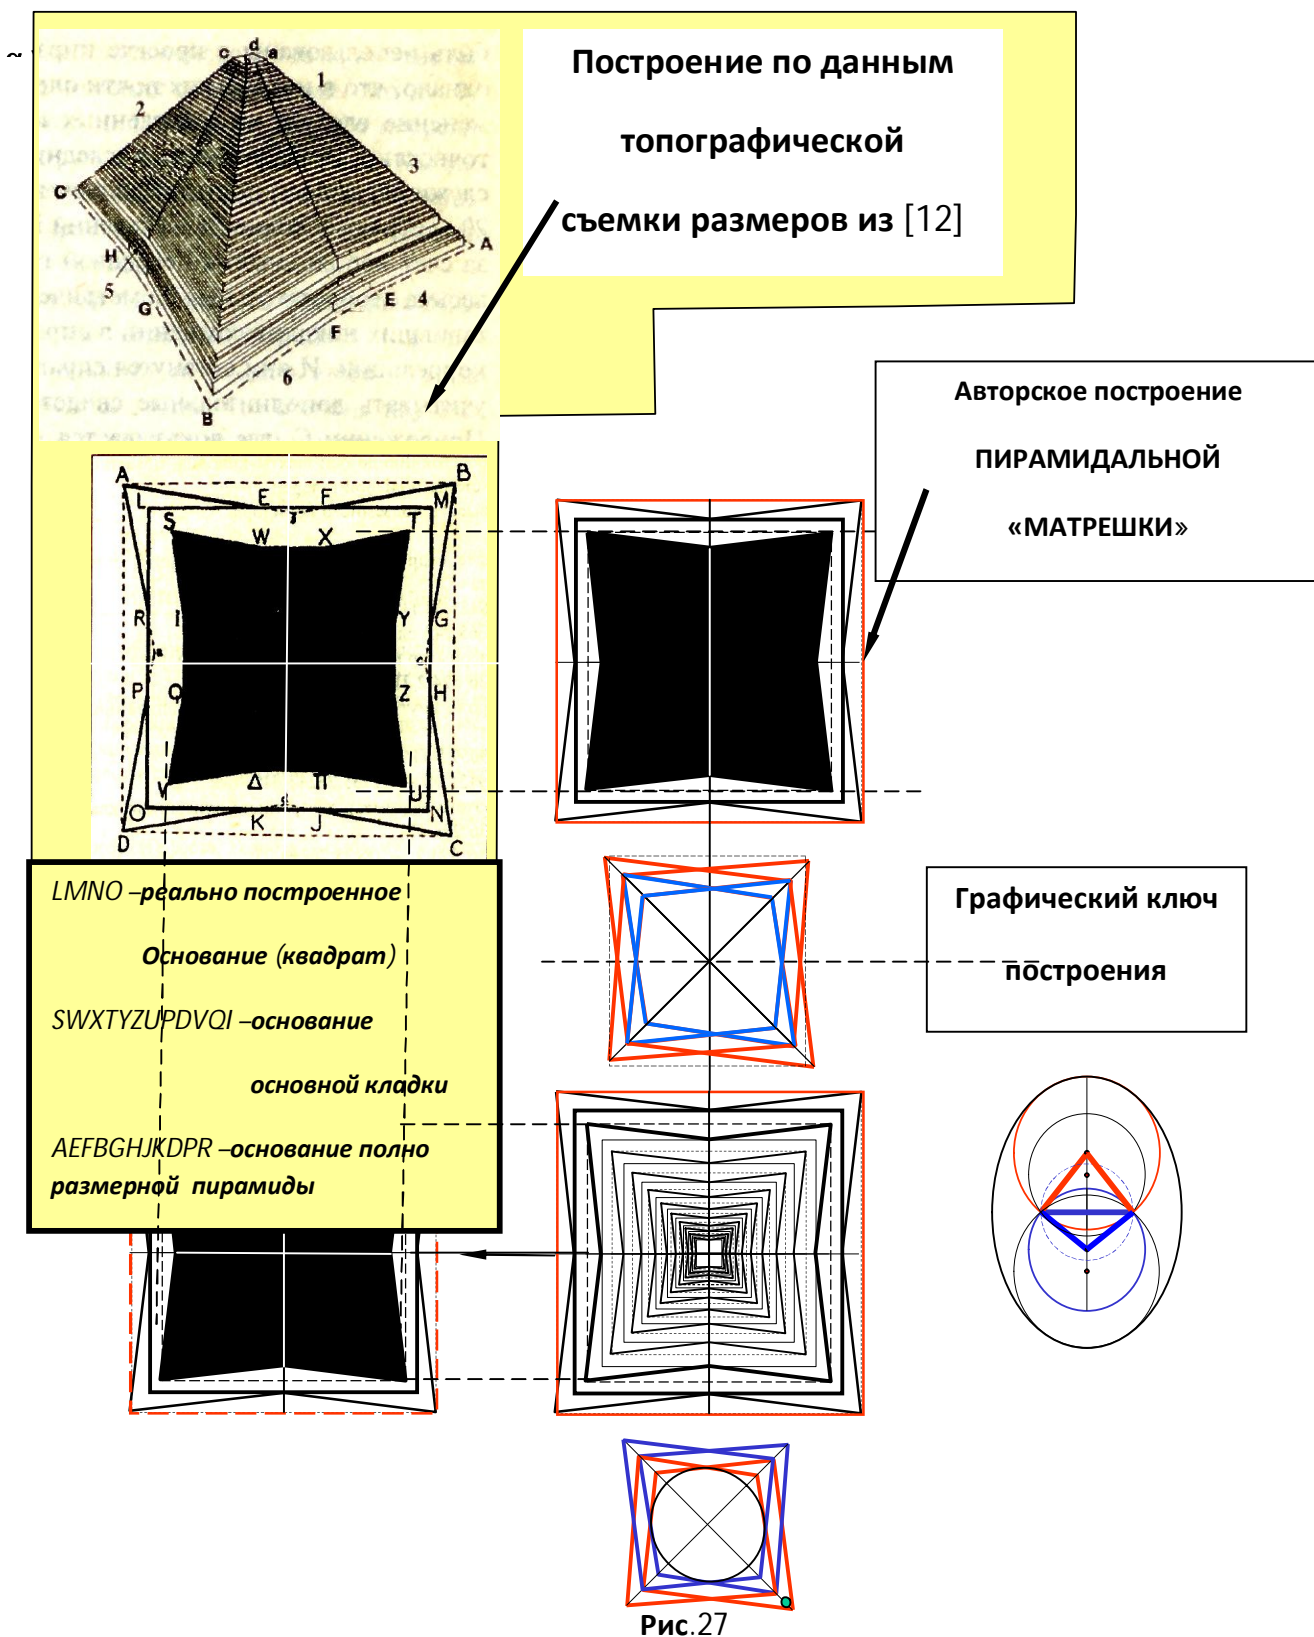 c d a
1
2
3
C
A
H
5
G
E 4
F
6
B
Построение по данным
топографической
съемки размеров из [12]
Авторское построение
ПИРАМИДАЛЬНОЙ
«МАТРЕШКИ»
A B
L E F M
S W X T
R I Y G
P Q Z H
V Δ Π U
O K J N
D C
LMNO –реально построенное
Основание (квадрат)
SWXTYZUPDVQI –основание
основной кладки
AEFBGHJKDPR –основание полно
размерной пирамиды
Графический ключ
построения
Рис.27